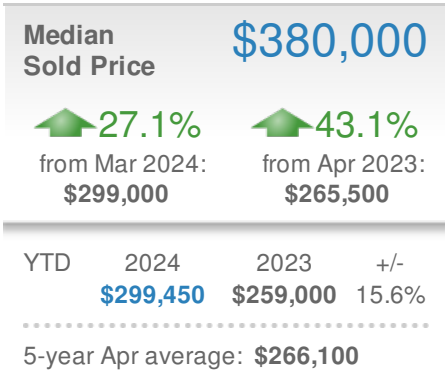 Median
Sold Price
$380,000
27.1% 43.1%
from Mar 2024: from Apr 2023:
$299,000 $265,500
YTD 2024 2023 +/-
$299,450 $259,000 15.6%
5-year Apr average: $266,100